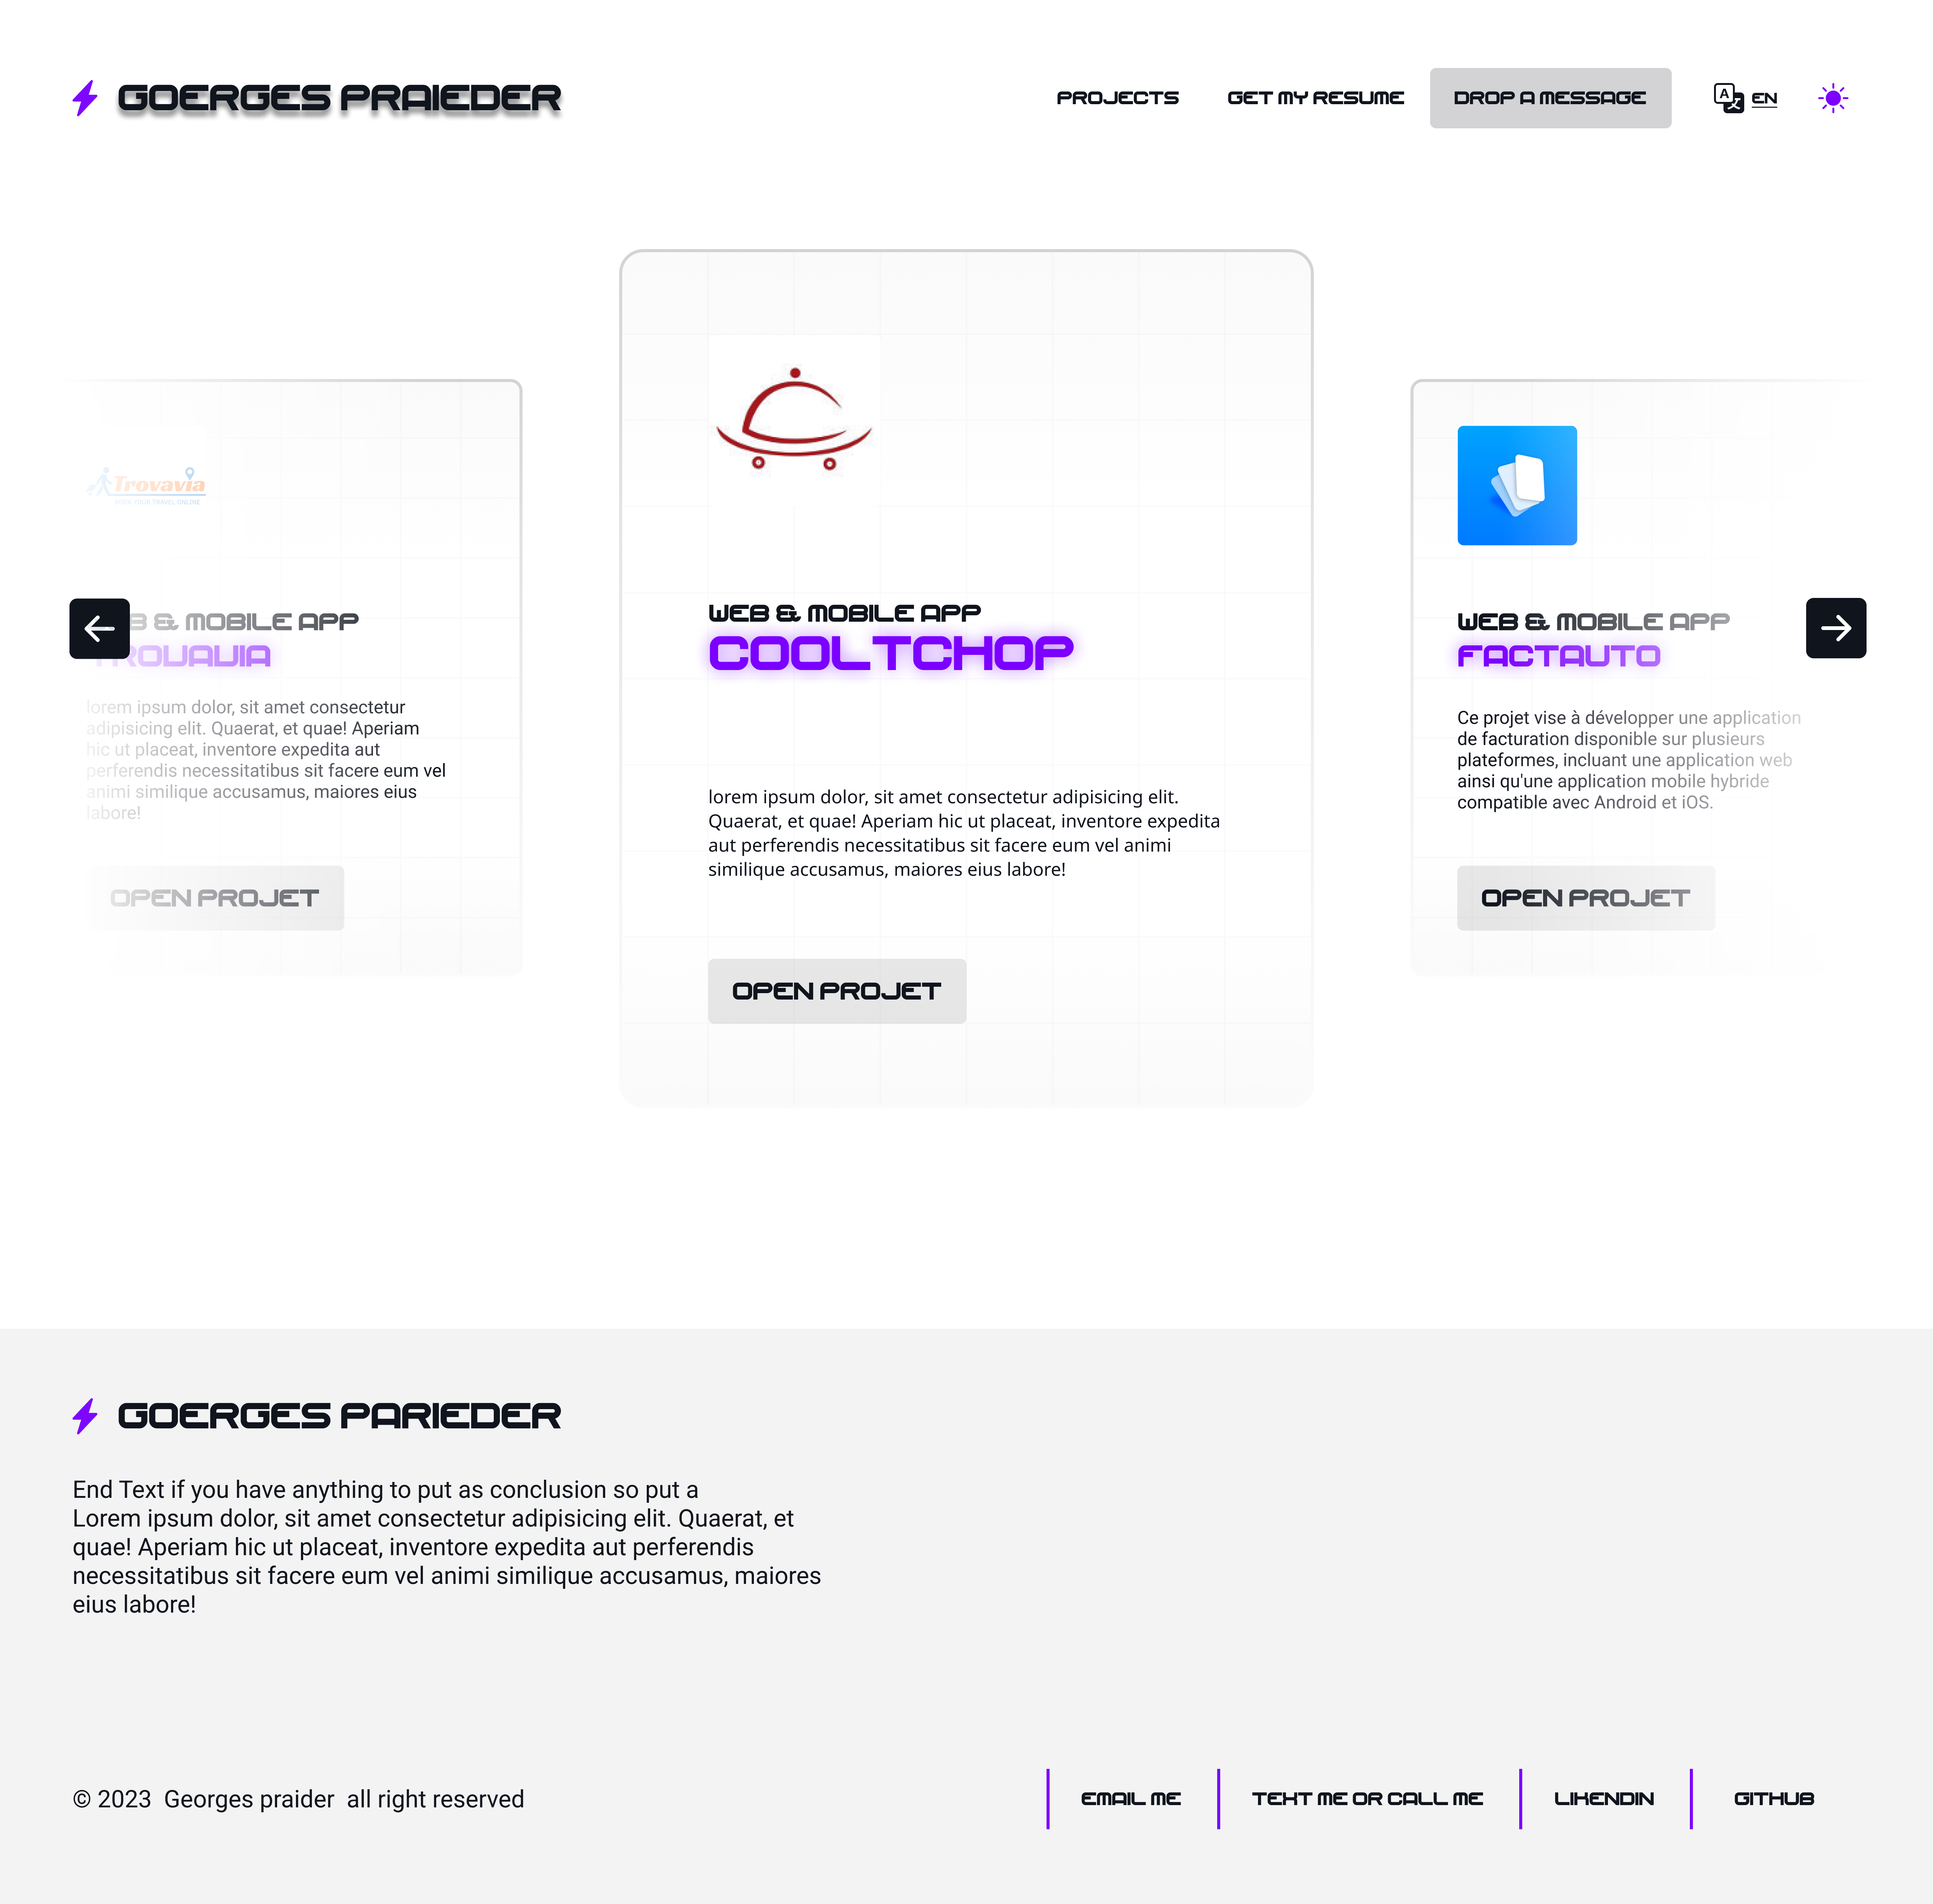 GOERGES PRAIEDER
PROJECTS
GET MY RESUME
DROP A MESSAGE
A
文
EN
Trovavia
BOOK YOUR TRAVEL ONLINE
& MOBILE APP
lorem ipsum dolor, sit amet consectetur
adipisicing elit. Quaerat, et quae! Aperiam
hic ut placeat, inventore expedita aut
perferendis necessitatibus sit facere eum vel
animi similique accusamus, maiores eius
labore!
OPEN PROJET
WEB & MOBILE APP
COOLTCHOP
lorem ipsum dolor, sit amet consectetur adipisicing elit.
Quaerat, et quae! Aperiam hic ut placeat, inventore expedita
aut perferendis necessitatibus sit facere eum vel animi
similique accusamus, maiores eius labore!
OPEN PROJET
WEB & MOBILE APP
FACTAUTO
Ce projet vise à développer une application
de facturation disponible sur plusieurs
plateformes, incluant une application web
ainsi qu'une application mobile hybride
compatible avec Android et iOS.
OPEN PROJET
GOERGES PARIEDER
End Text if you have anything to put as conclusion so put a
Lorem ipsum dolor, sit amet consectetur adipisicing elit. Quaerat, et
quae! Aperiam hic ut placeat, inventore expedita aut perferendis
necessitatibus sit facere eum vel animi similique accusamus, maiores
eius labore!
© 2023 Georges praider all right reserved
EMAIL ME
TEXT ME OR CALL ME
LIKENDIN
GITHUB